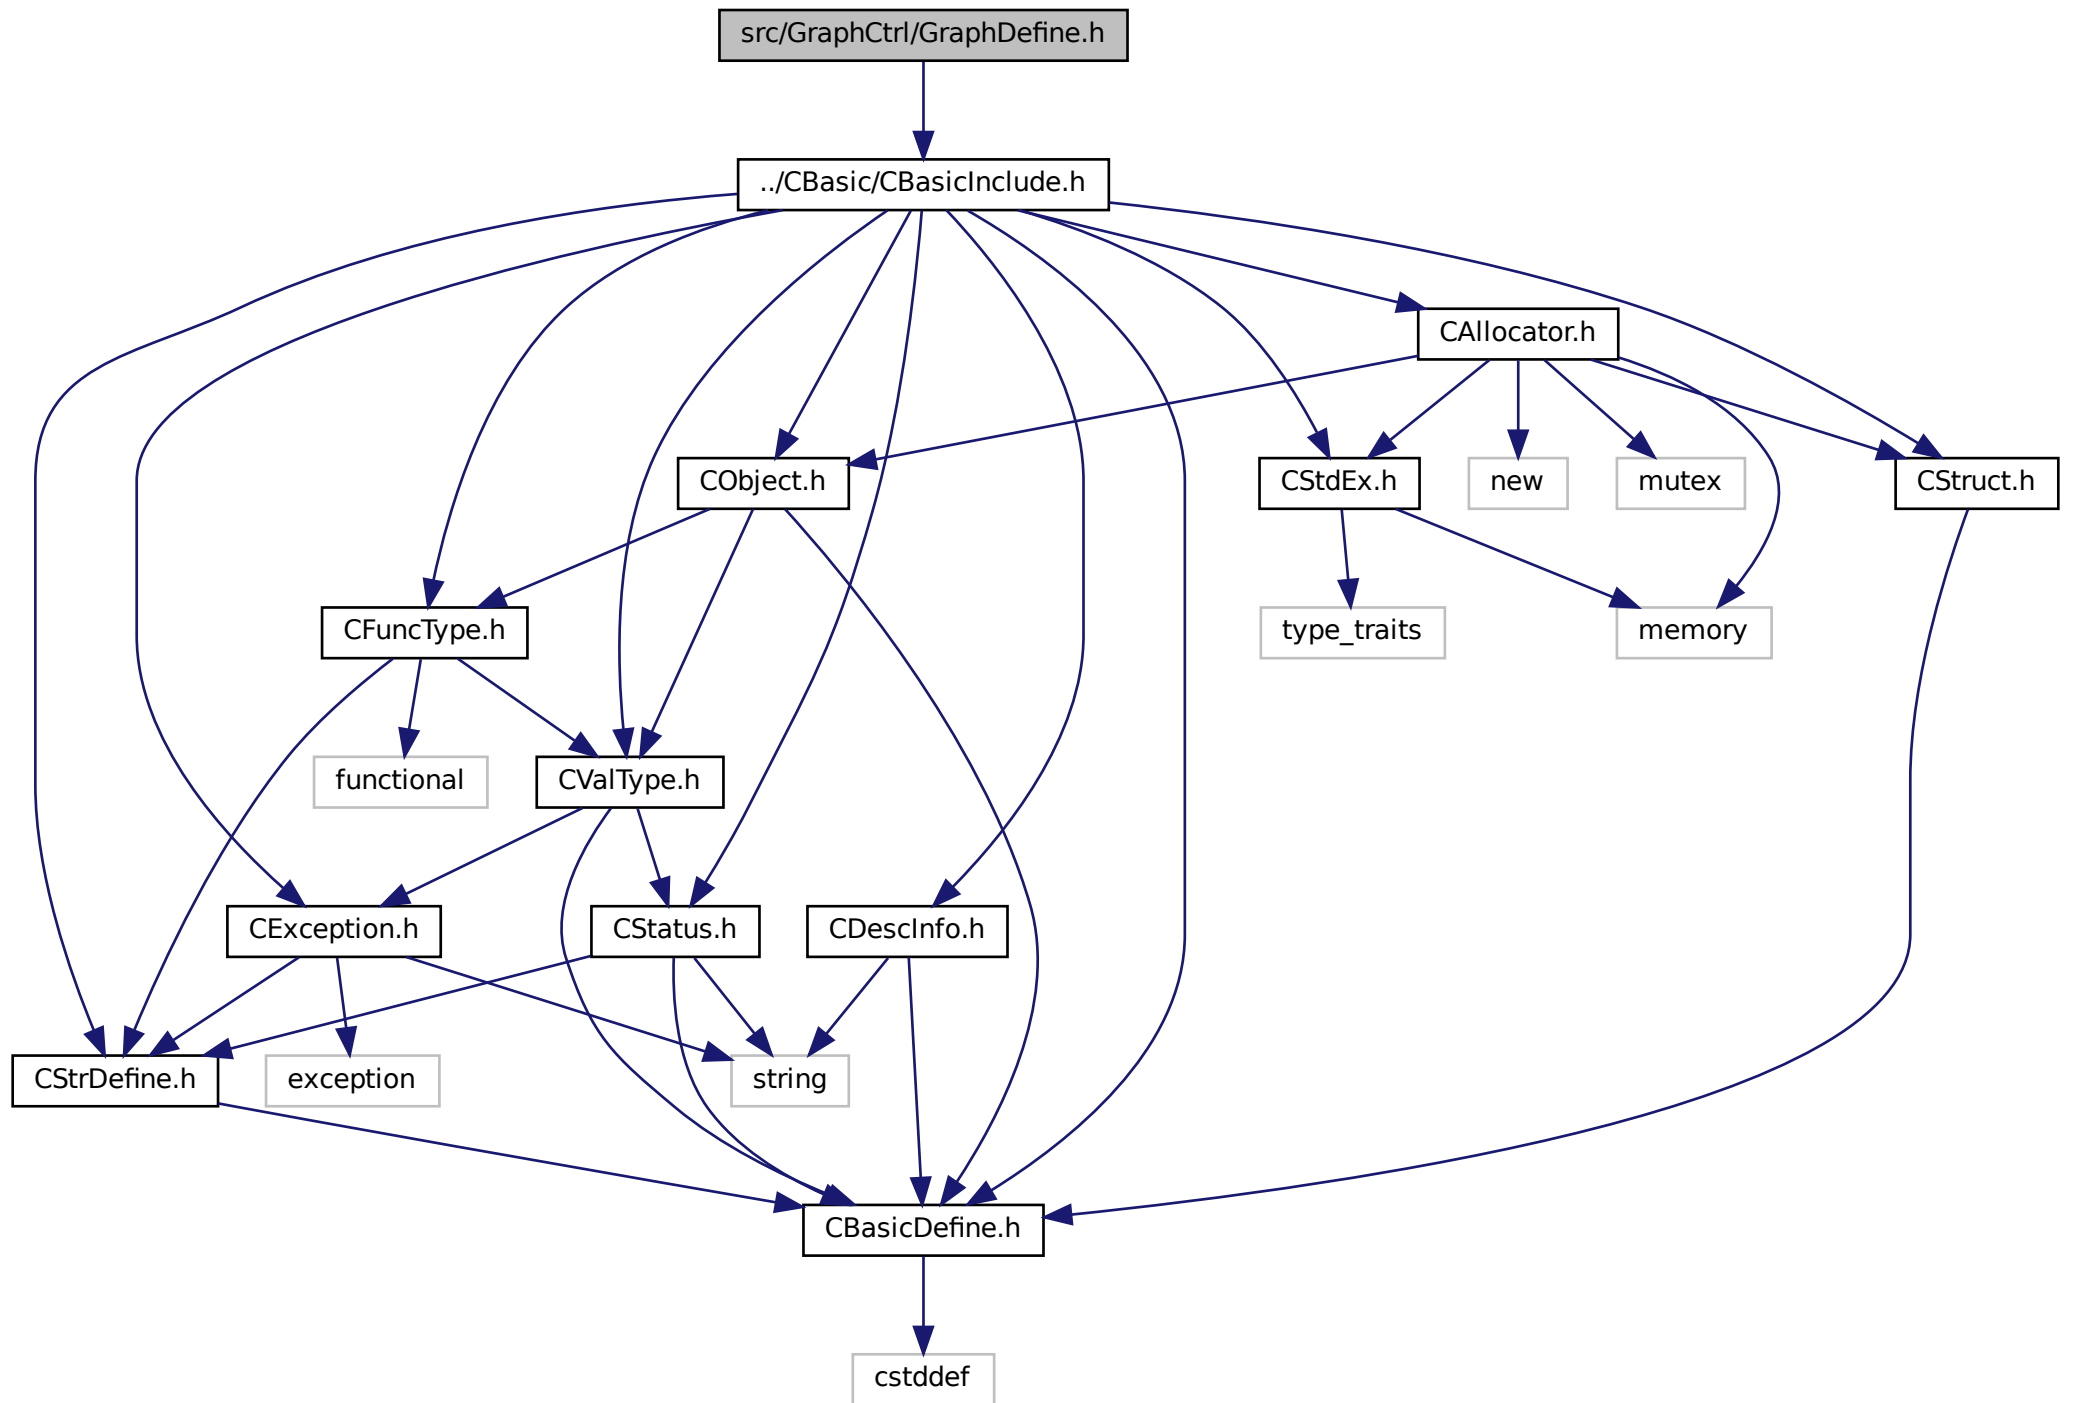 src/GraphCtrl/GraphDefine.h
../CBasic/CBasicInclude.h
CAllocator.h
CObject.h
CStdEx.h
new
mutex
CStruct.h
CFuncType.h
type_traits
memory
functional
CValType.h
CException.h
CStatus.h
CDescInfo.h
CStrDefine.h
exception
string
CBasicDefine.h
cstddef